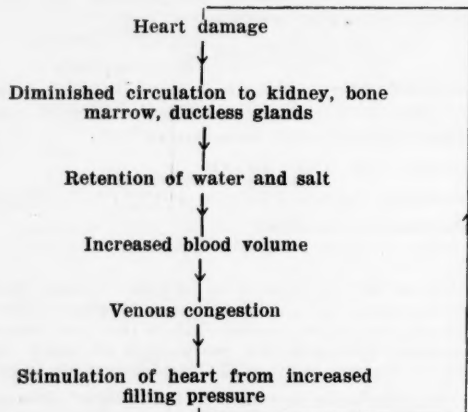 Heart damage
Diminished circulation to kidney, bone
marrow, ductless glands
Retention of water and salt
Increased blood volume
Venous congestion
Stimulation of heart from increased
filling pressure